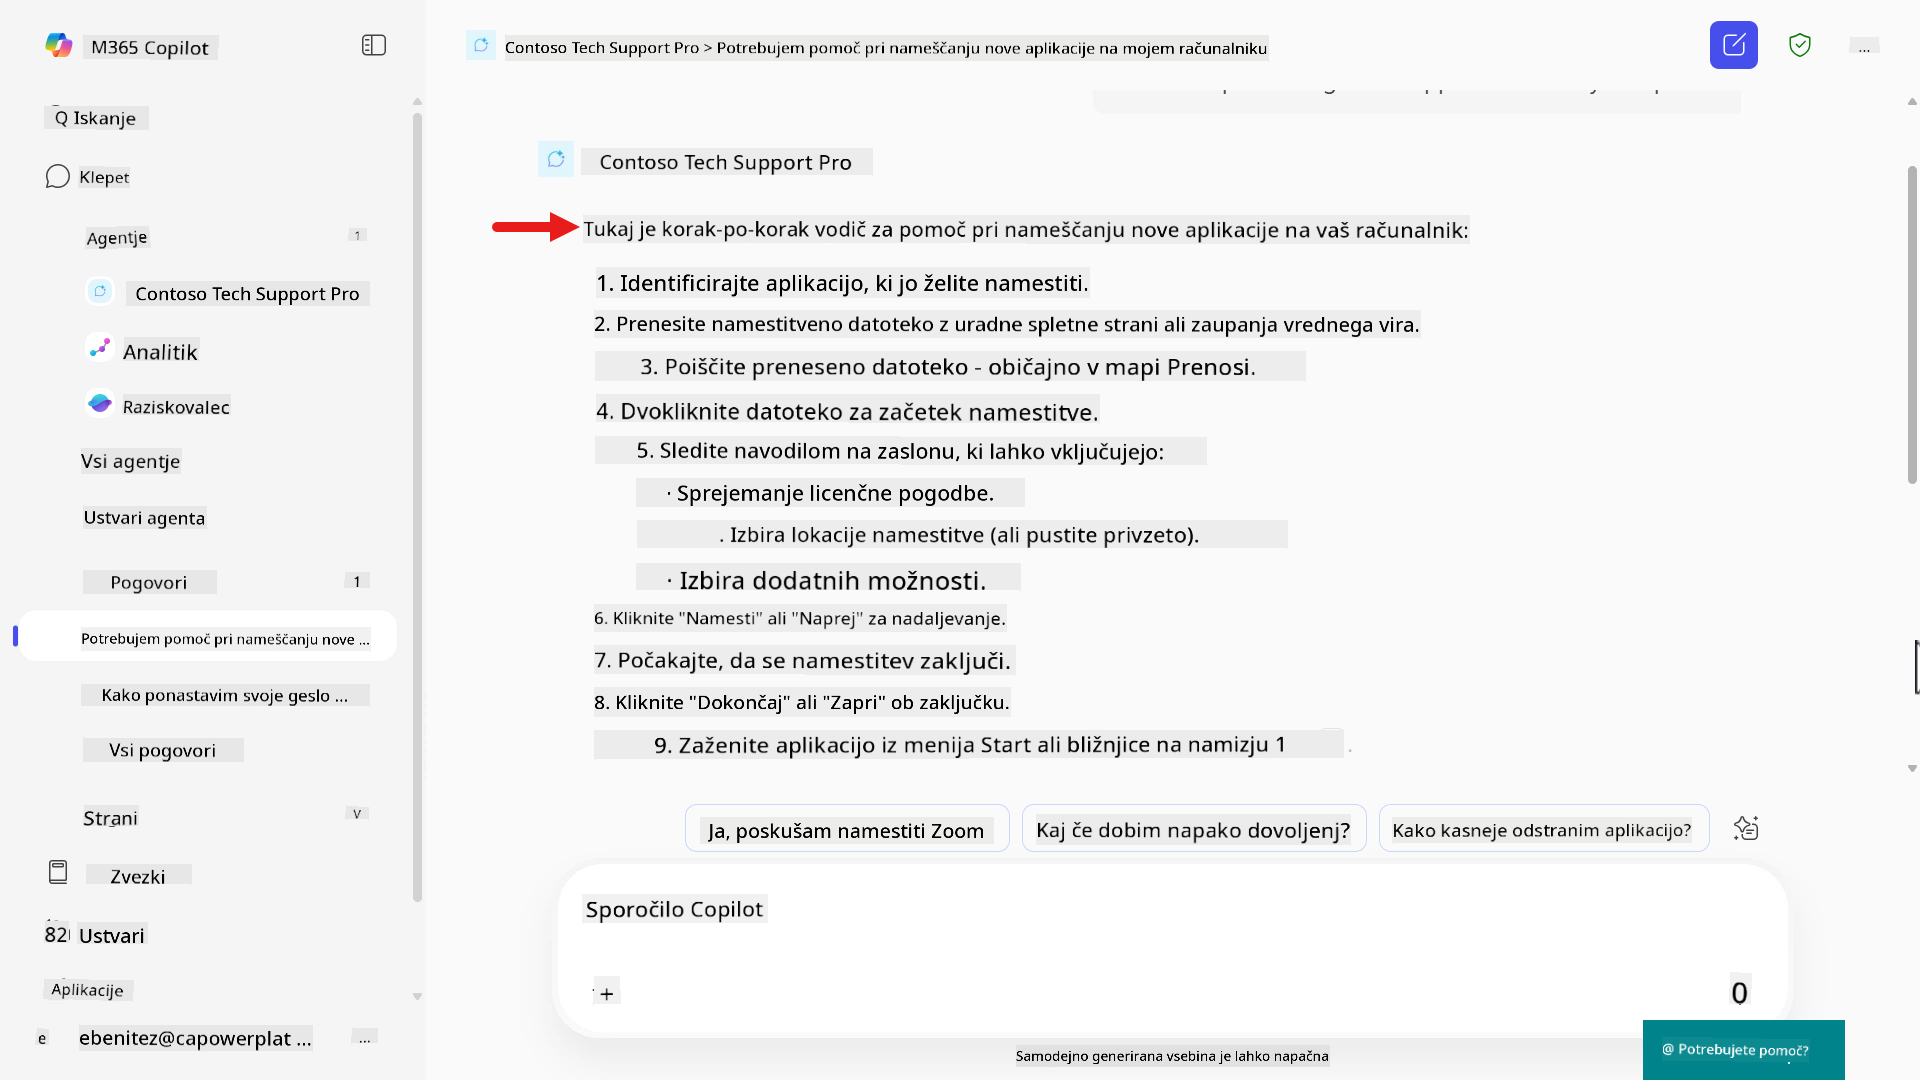 M365 Copilot
Q Iskanje
Klepet
Agentje
1
Contoso Tech Support Pro
Analitik
Raziskovalec
Vsi agentje
Ustvari agenta
Pogovori
1
Potrebujem pomoč pri nameščanju nove ...
Kako ponastavim svoje geslo ...
Vsi pogovori
Strani
V
Zvezki
82
Ustvari
Aplikacije
e
ebenitez@capowerplat ...
...
Contoso Tech Support Pro > Potrebujem pomoč pri nameščanju nove aplikacije na mojem računalniku
...
Contoso Tech Support Pro
Tukaj je korak-po-korak vodič za pomoč pri nameščanju nove aplikacije na vaš računalnik:
1. Identificirajte aplikacijo, ki jo želite namestiti.
2. Prenesite namestitveno datoteko z uradne spletne strani ali zaupanja vrednega vira.
3. Poiščite preneseno datoteko - običajno v mapi Prenosi.
4. Dvokliknite datoteko za začetek namestitve.
5. Sledite navodilom na zaslonu, ki lahko vključujejo:
· Sprejemanje licenčne pogodbe.
. Izbira lokacije namestitve (ali pustite privzeto).
· Izbira dodatnih možnosti.
6. Kliknite "Namesti" ali "Naprej" za nadaljevanje.
7. Počakajte, da se namestitev zaključi.
8. Kliknite "Dokončaj" ali "Zapri" ob zaključku.
9. Zaženite aplikacijo iz menija Start ali bližnjice na namizju 1
Ja, poskušam namestiti Zoom
Kaj če dobim napako dovoljenj?
Kako kasneje odstranim aplikacijo?
Sporočilo Copilot
+
0
Samodejno generirana vsebina je lahko napačna
@ Potrebujete pomoč?